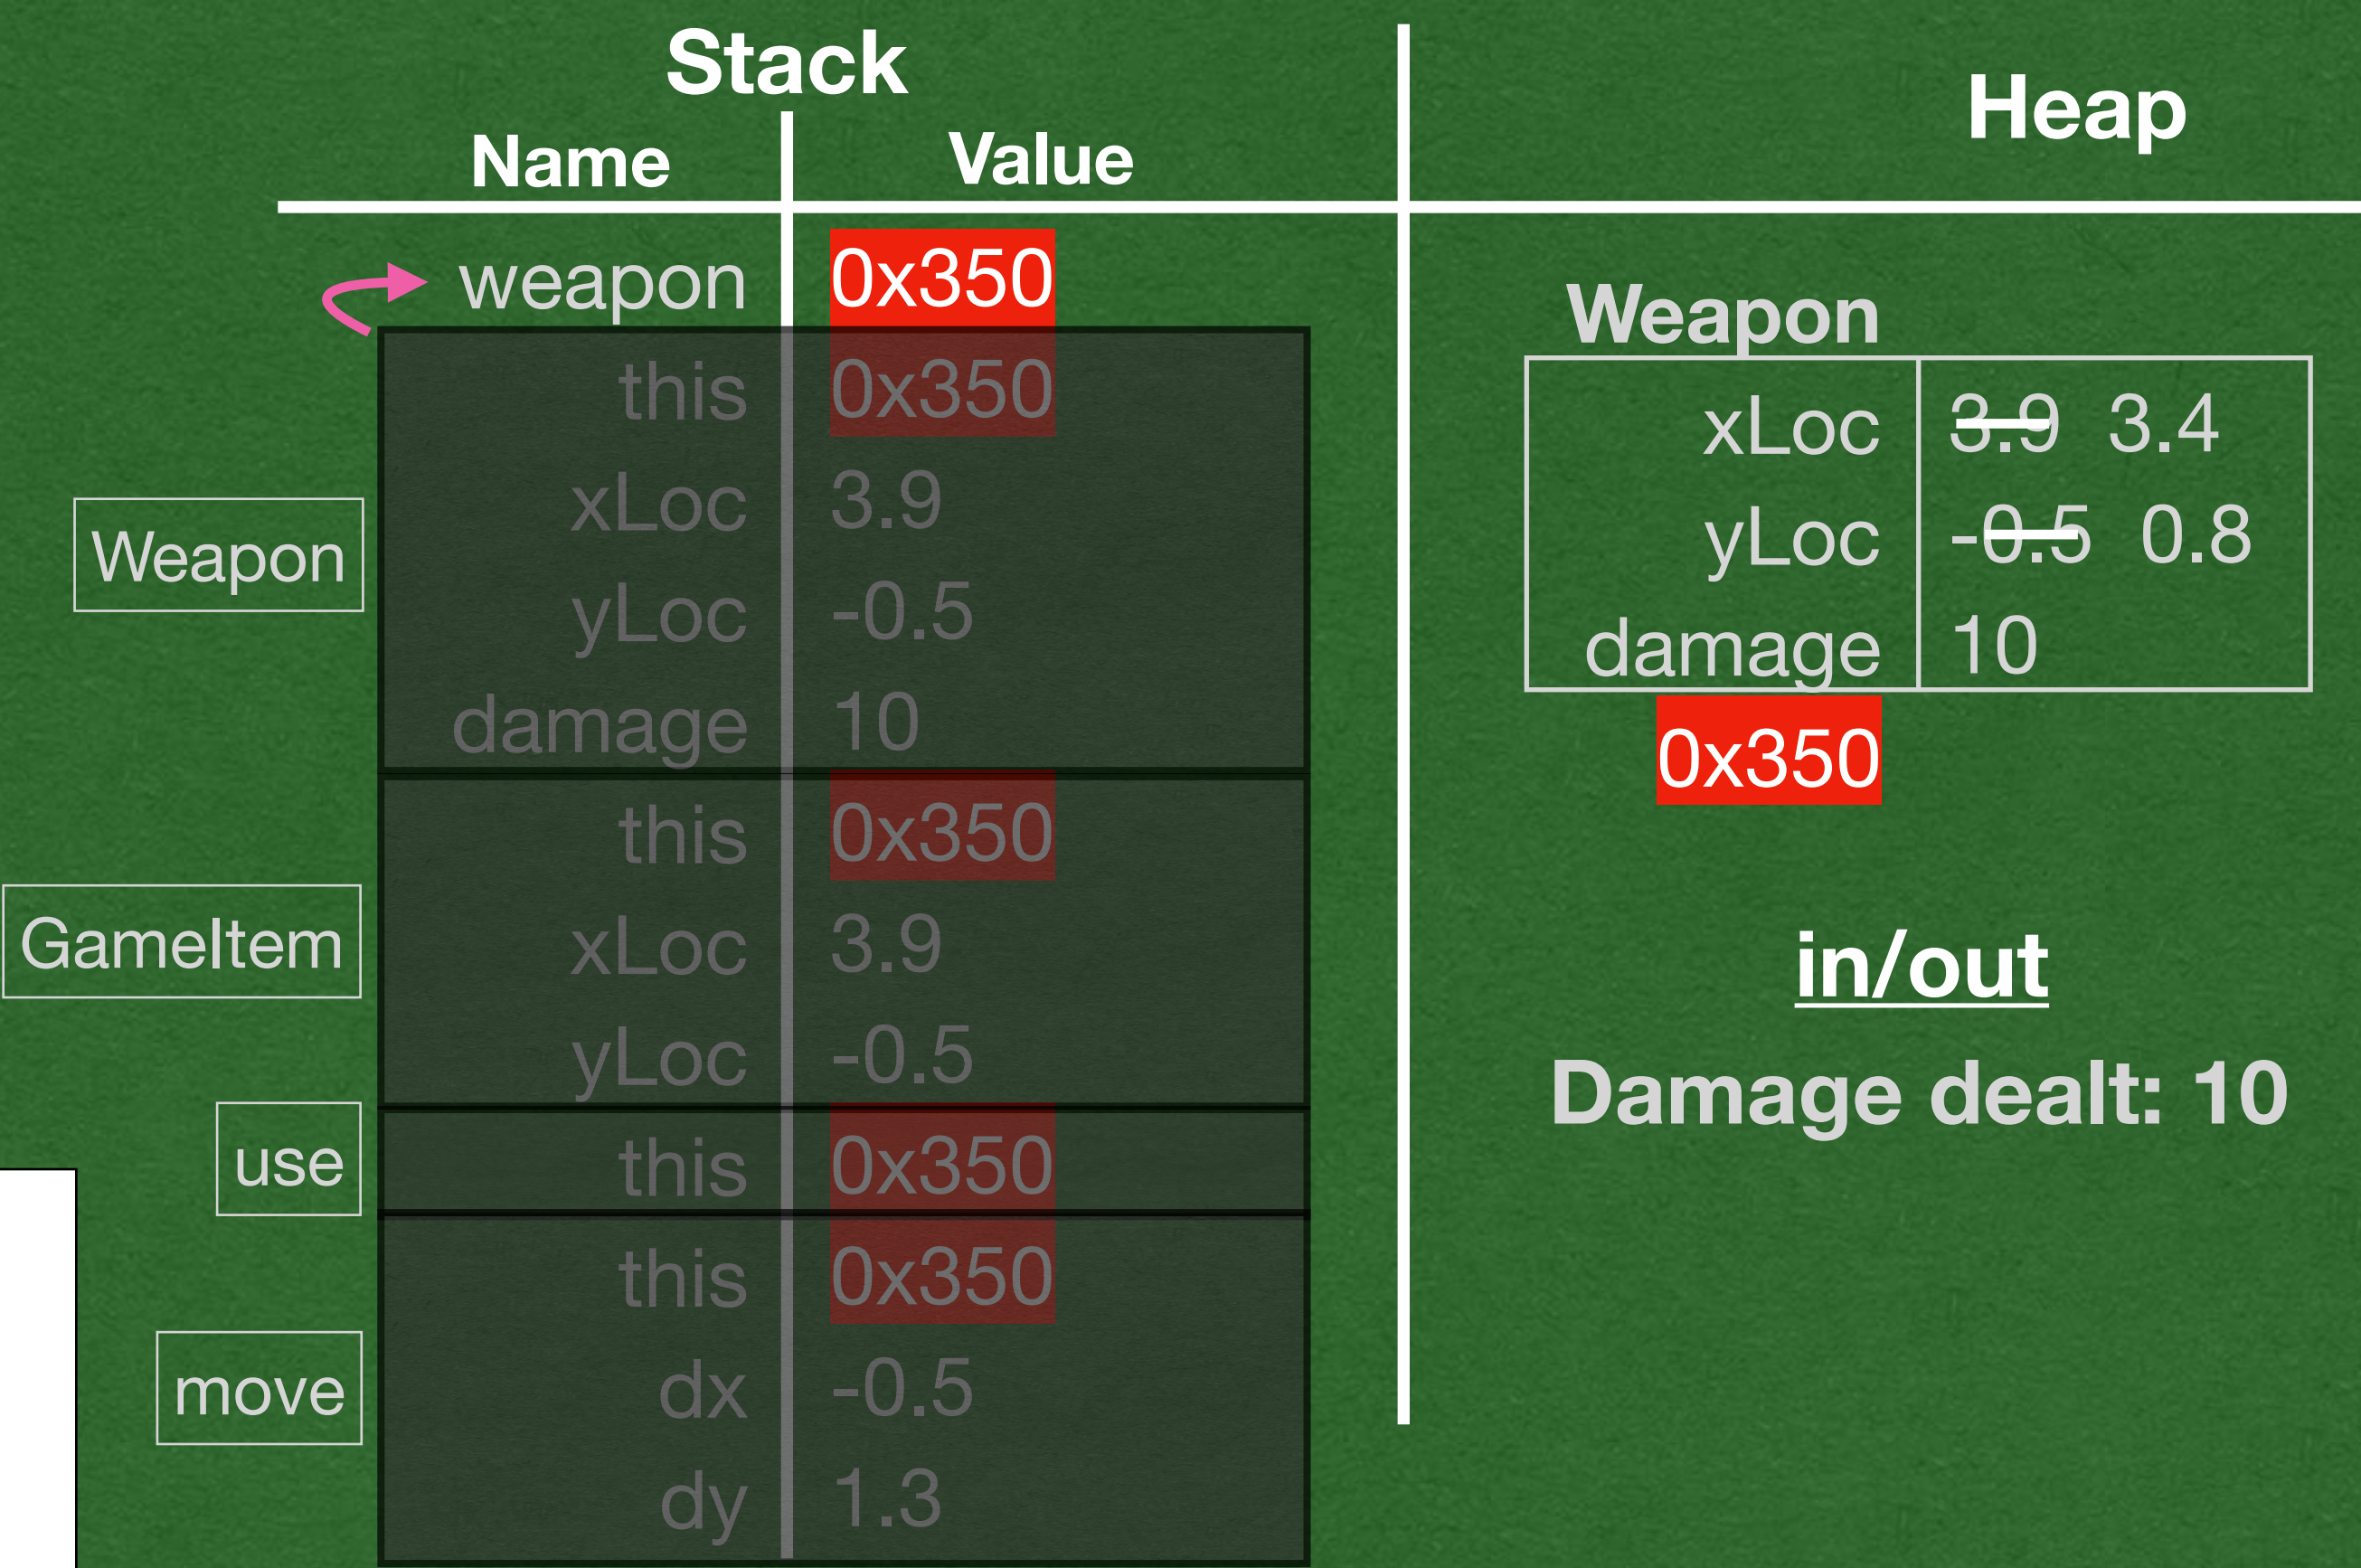 Stack
Heap
Name Value
weapon 0x350
this 0x350
xLoc 3.9
yLoc -0.5
damage 10
Weapon
this 0x350
xLoc 3.9
yLoc -0.5
GameItem
this 0x350
use
this 0x350
dx -0.5
dy 1.3
move
Weapon
xLoc 3.9 3.4
yLoc -0.5 0.8
damage 10
0x350
in/out
Damage dealt: 10